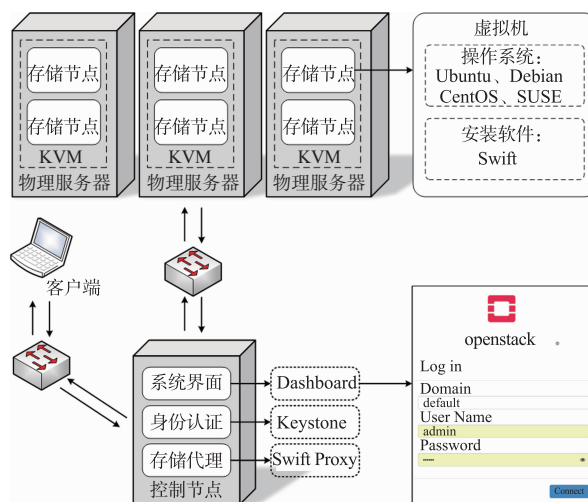 存储节点
存储节点
KVM
物理服务器
存储节点
存储节点
KVM
物理服务器
存储节点
存储节点
KVM
物理服务器
虚拟机
操作系统：
Ubuntu、Debian
CentOS、SUSE
安装软件：
Swift
客户端
系统界面
身份认证
存储代理
控制节点
Dashboard
Keystone
Swift Proxy
openstack
Log in
Domain
default
User Name
admin
Password
Connect